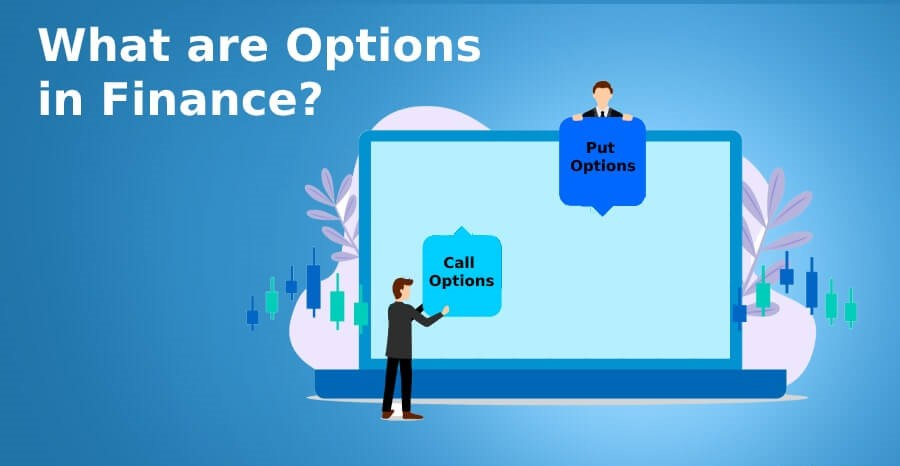 What are Options
in Finance?
Put
Options
Call
Options